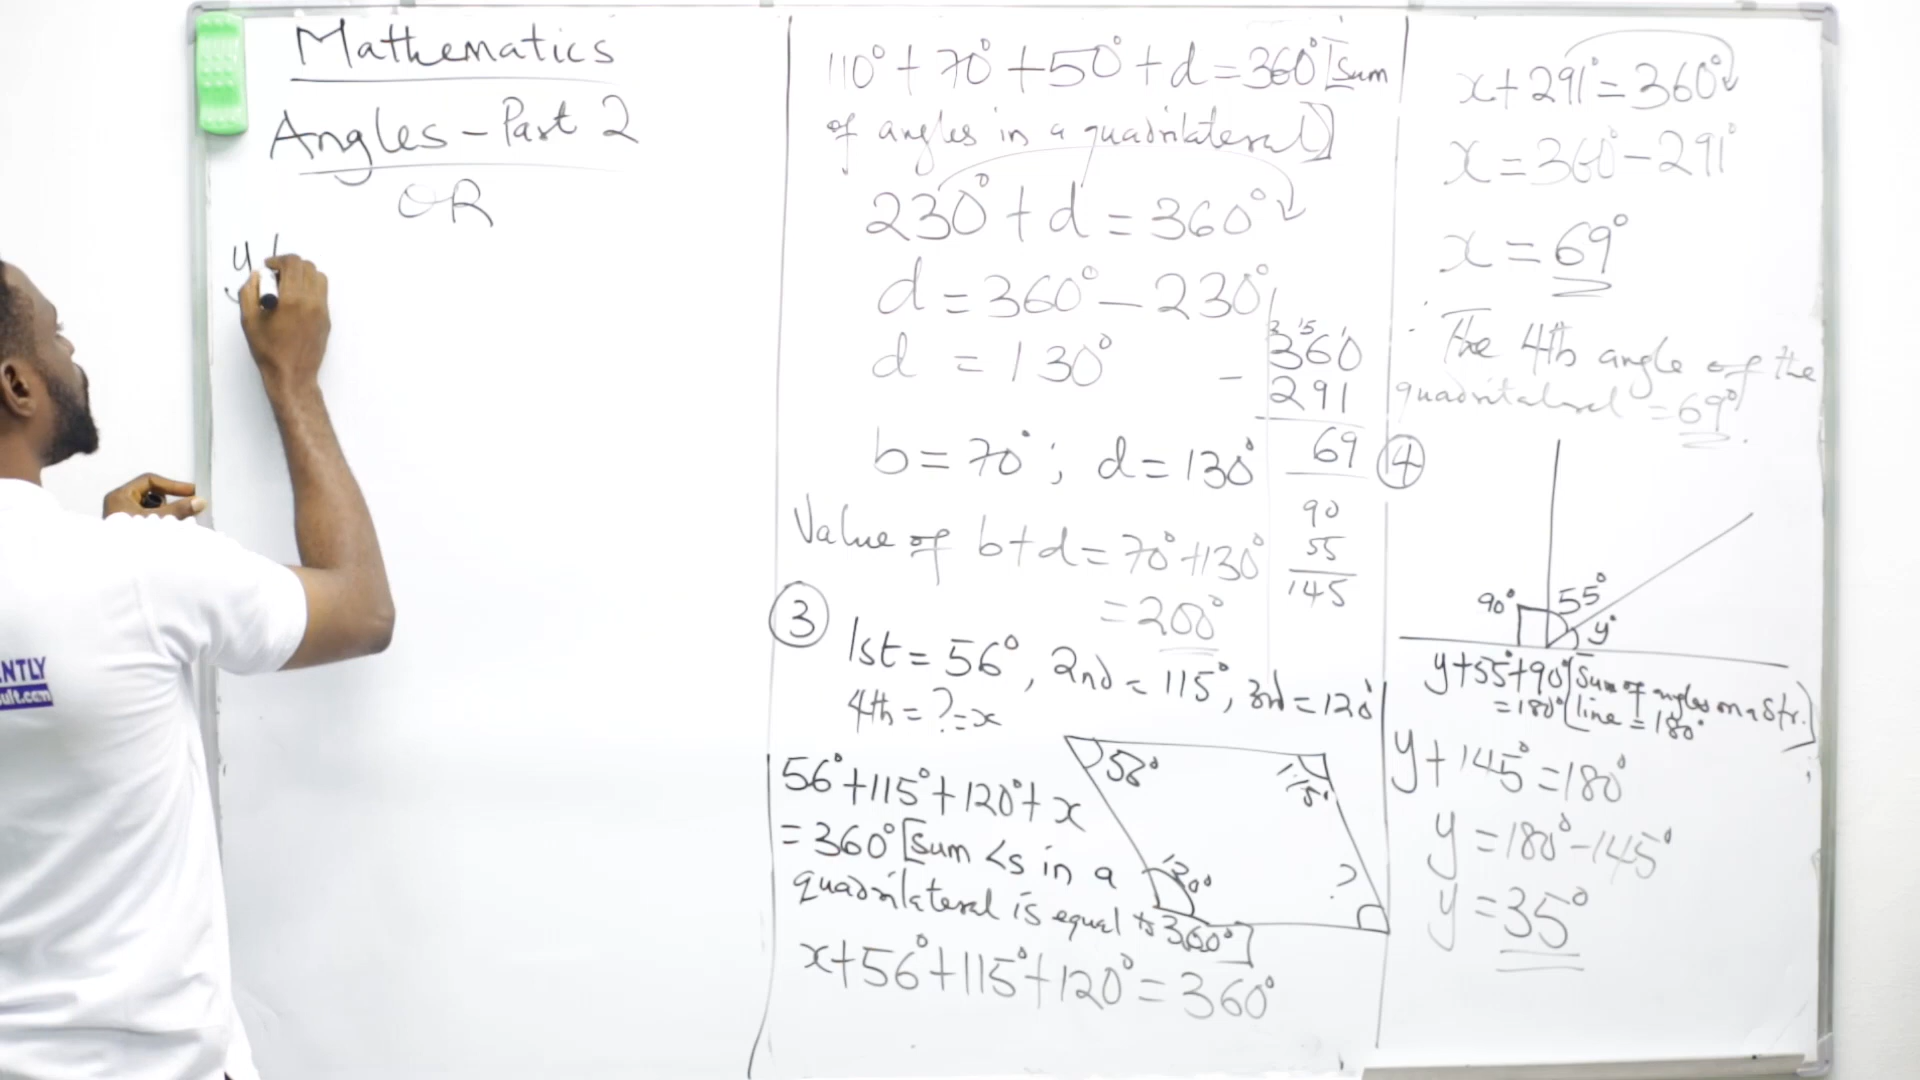 Mathematics
Angles - Part 2
OR
y
110° + 70° + 50° + d = 360° [Sum
of angles in a quadrilateral]
230° + d = 360°
d = 360° - 230°
d = 130°
360
- 291
69
b = 70° ; d = 130°
90
55
145
Value of b+d = 70° + 130°
= 200°
3
1st = 56°, 2nd = 115°, 3rd = 120°
4th = ? = x
56° + 115° + 120° + x
= 360° [Sum <s in a
quadrilateral is equal to 360°]
x + 56° + 115° + 120° = 360°
115°
120°
?
x + 291° = 360°
x = 360° - 291°
x = 69°
∴ The 4th angle of the
quadrilateral = 69°.
4
90°
55°
y°
y + 55° + 90° [Sum of angles on a Str.
= 180° line = 180°]
y + 145° = 180°
y = 180° - 145°
y = 35°
NTLY
ult.com